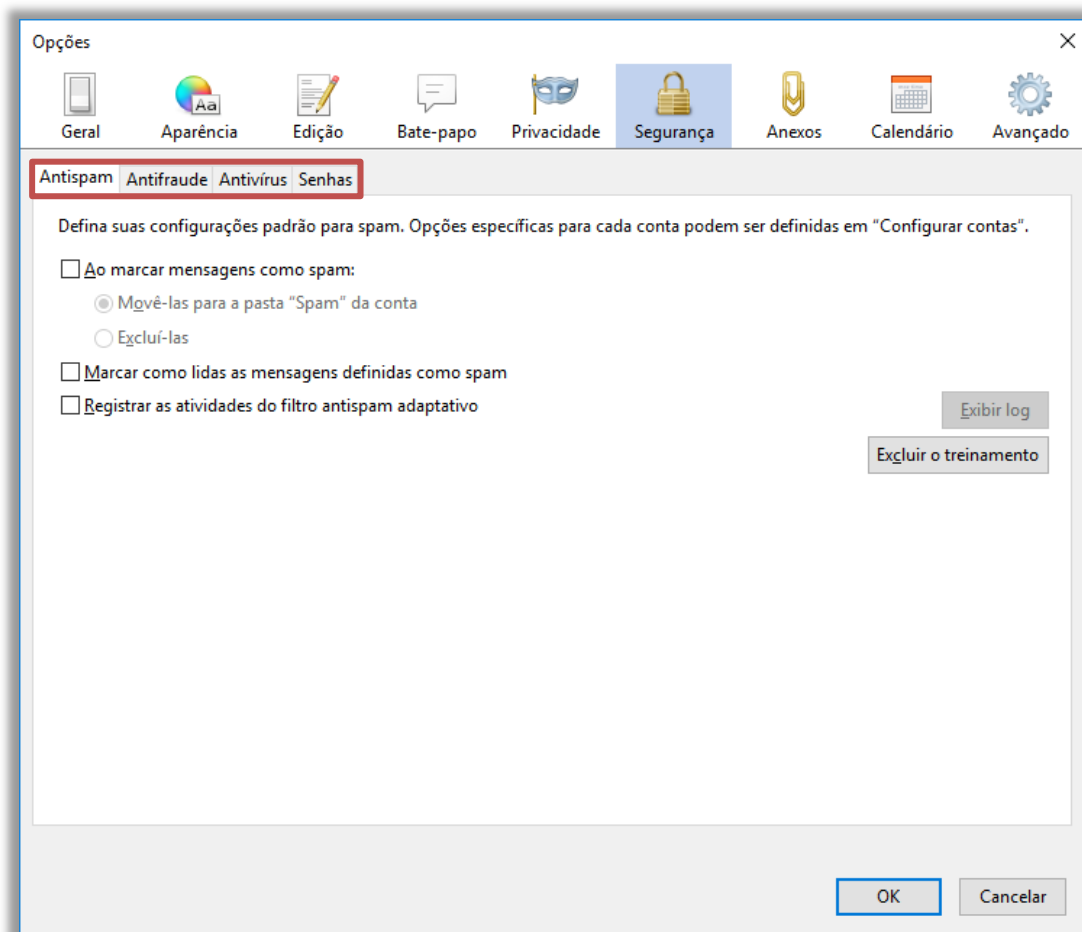 Opções
Aa
Geral Aparência Edição Bate-papo Privacidade Segurança Anexos Calendário Avançado
Antispam Antifraude Antivírus Senhas
Defina suas configurações padrão para spam. Opções específicas para cada conta podem ser definidas em “Configurar contas”.
Ao marcar mensagens como spam:
Movê-las para a pasta “Spam” da conta
Excluí-las
Marcar como lidas as mensagens definidas como spam
Registrar as atividades do filtro antispam adaptativo
Exibir log
Excluir o treinamento
OK Cancelar